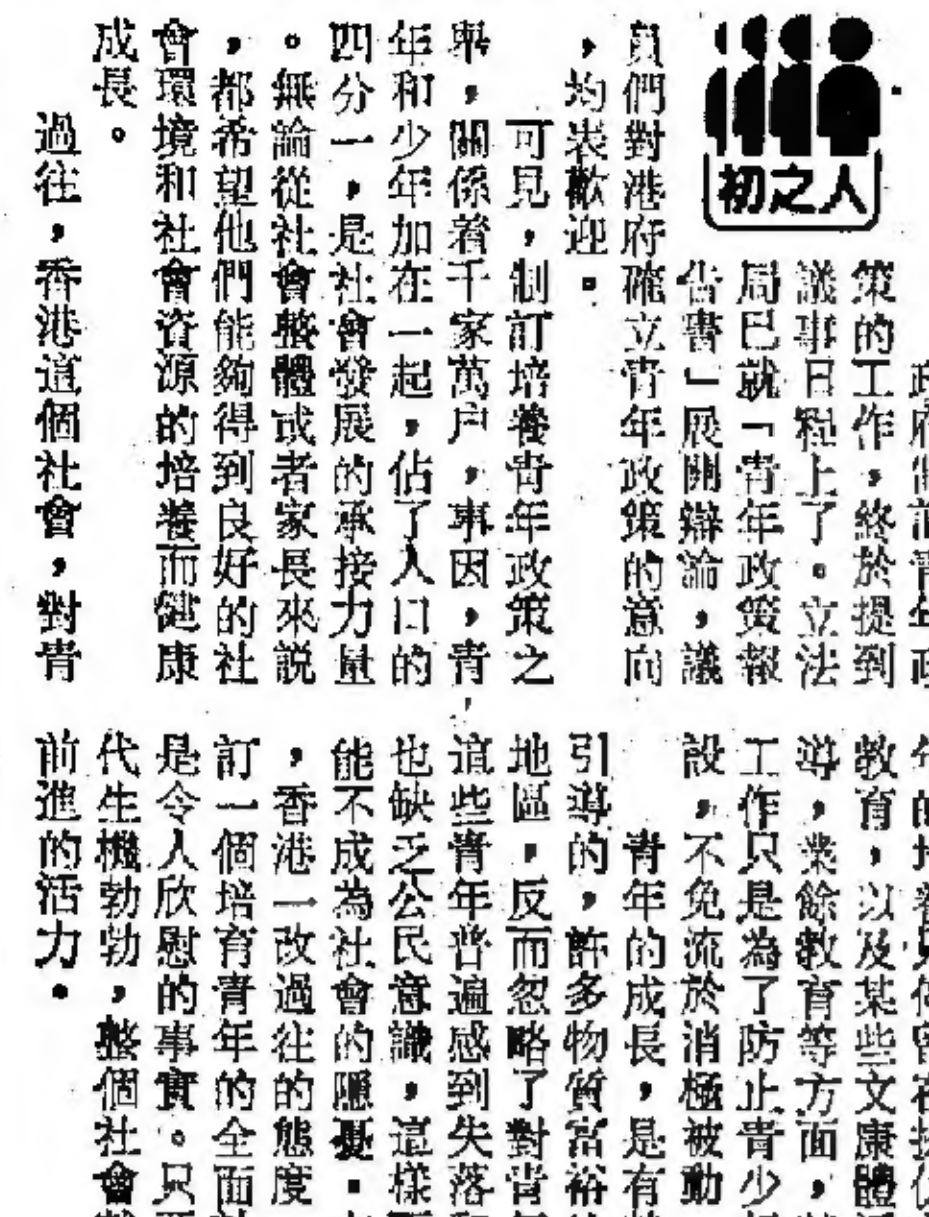 初之人
政府制訂青年政
策的工作，終於提到
議事日程上了。立法
局已就「青年政策報
告書」展開辯論，議
員們對港府確立青年政策的意向
，均表歡迎。
可見，制訂培養青年政策之
舉，關係着千家萬户，事因，青
年和少年加在一起，佔了人口的
四分一，是社會發展的承接力量
。無論從社會整體或者家長來説
，都希望他們能夠得到良好的社
會環境和社會資源的培養而健康
成長。
過往，香港這個社會，對青
教育，以及某些文康體
導，業餘教育等方面，
工作只是為了防止青少
設，不免流於消極被動
青年的成長，是有
引導的，許多物質富裕
地區，反而忽略了對青
這些青年普遍感到失落
也缺乏公民意識，這樣
能不成為社會的隱憂。
，香港一改過往的態度
訂一個培育青年的全面
是令人欣慰的事實。只
代生機勃勃，整個社會
前進的活力。